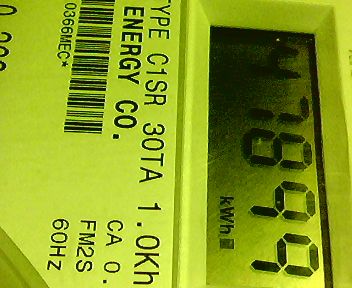 47899
kWh
TYPE C1SR 30TA 1.0Kh
ENERGY CO. CA 0.
FM2S
0366MEC* 60Hz